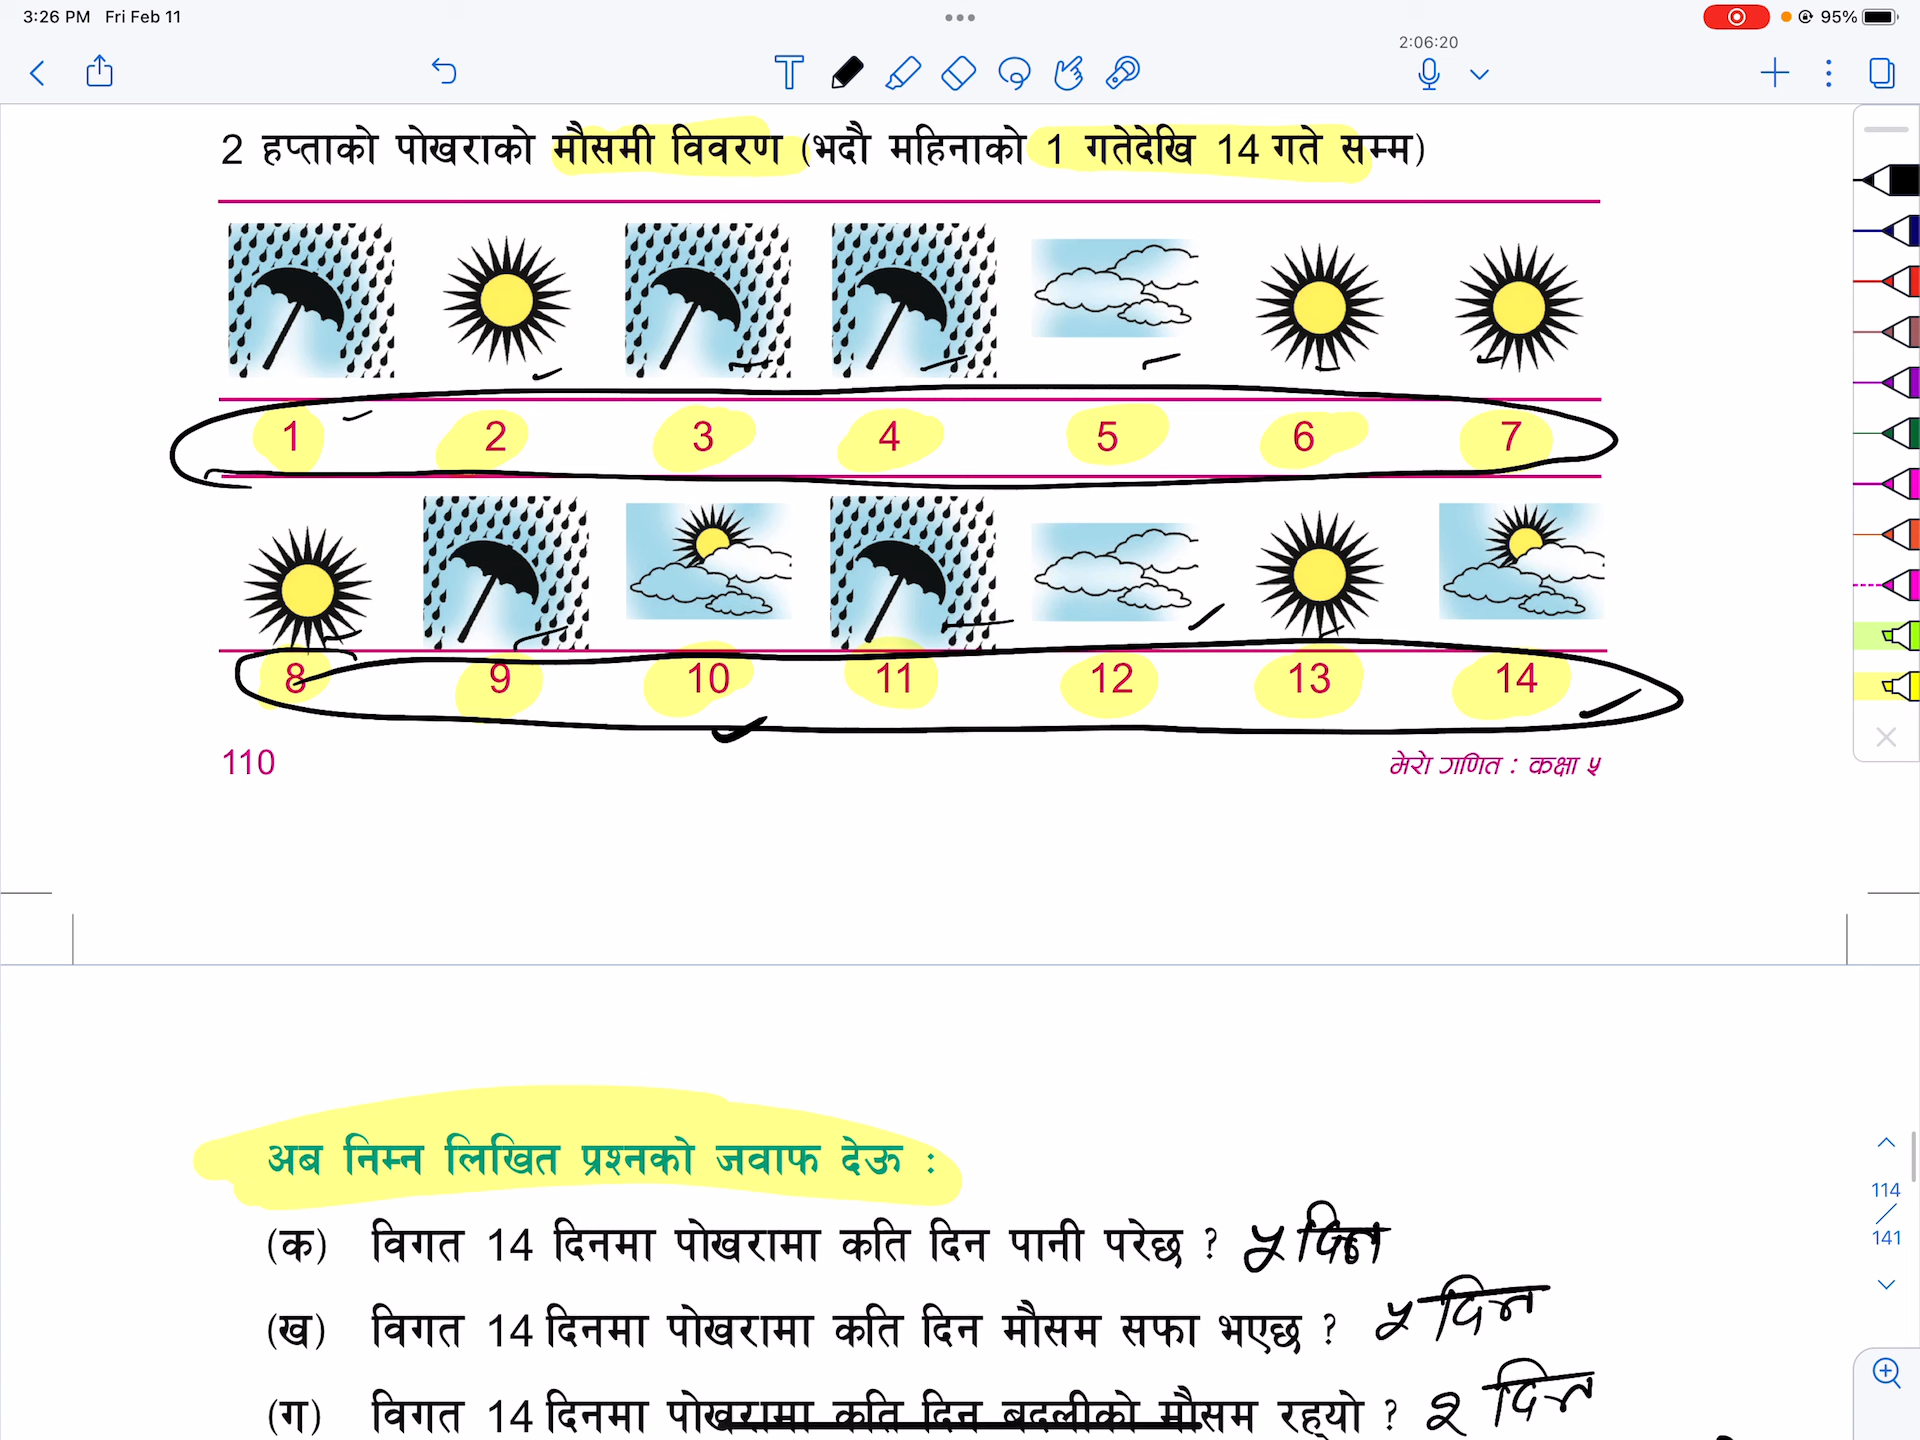 3:26 PM Fri Feb 11
95%
2:06:20
2 हप्ताको पोखराको मौसमी विवरण (भदौ महिनाको 1 गतेदेखि 14 गते सम्म)
1 2 3 4 5 6 7
8 9 10 11 12 13 14
110 मेरो गणित : कक्षा ५
अब निम्न लिखित प्रश्नको जवाफ देऊ :
(क) विगत 14 दिनमा पोखरामा कति दिन पानी परेछ ? ५ दिन
(ख) विगत 14 दिनमा पोखरामा कति दिन मौसम सफा भएछ ? ५ दिन
(ग) विगत 14 दिनमा पोखरामा कति दिन बदलीको मौसम रह्यो ? २ दिन
114
/
141